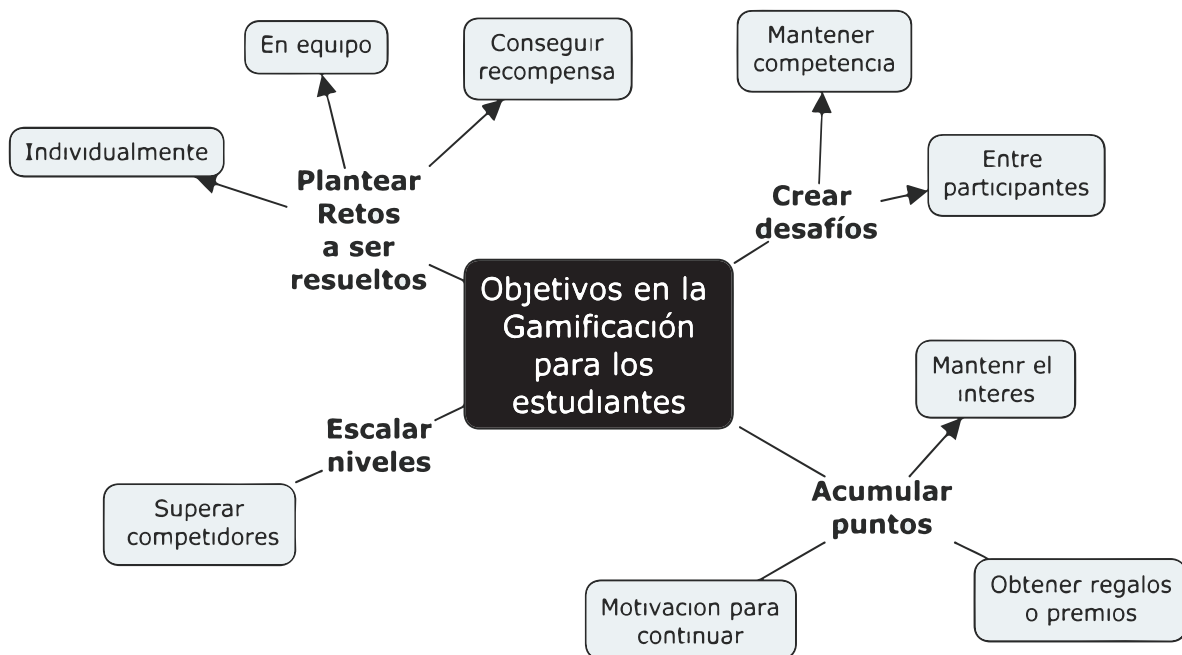 En equipo
Conseguir
recompensa
Mantener
competencia
Individualmente
Entre
participantes
Plantear
Retos
a ser
resueltos
Crear
desafíos
Objetivos en la
Gamificación
para los
estudiantes
Mantenr el
interes
Escalar
niveles
Superar
competidores
Acumular
puntos
Motivacion para
continuar
Obtener regalos
o premios